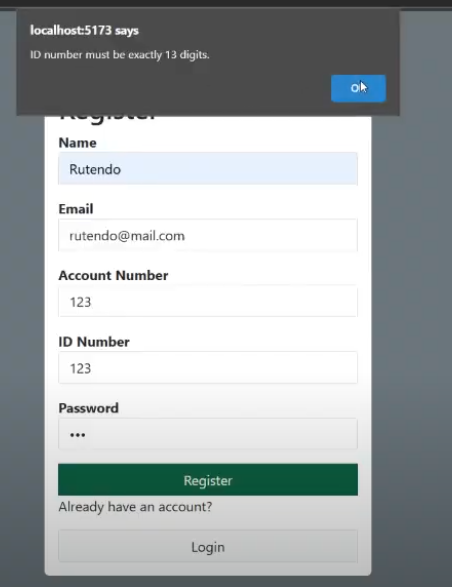 localhost:5173 says
ID number must be exactly 13 digits.
OK
Register
Name
Rutendo
Email
rutendo@mail.com
Account Number
123
ID Number
123
Password
•••
Register
Already have an account?
Login